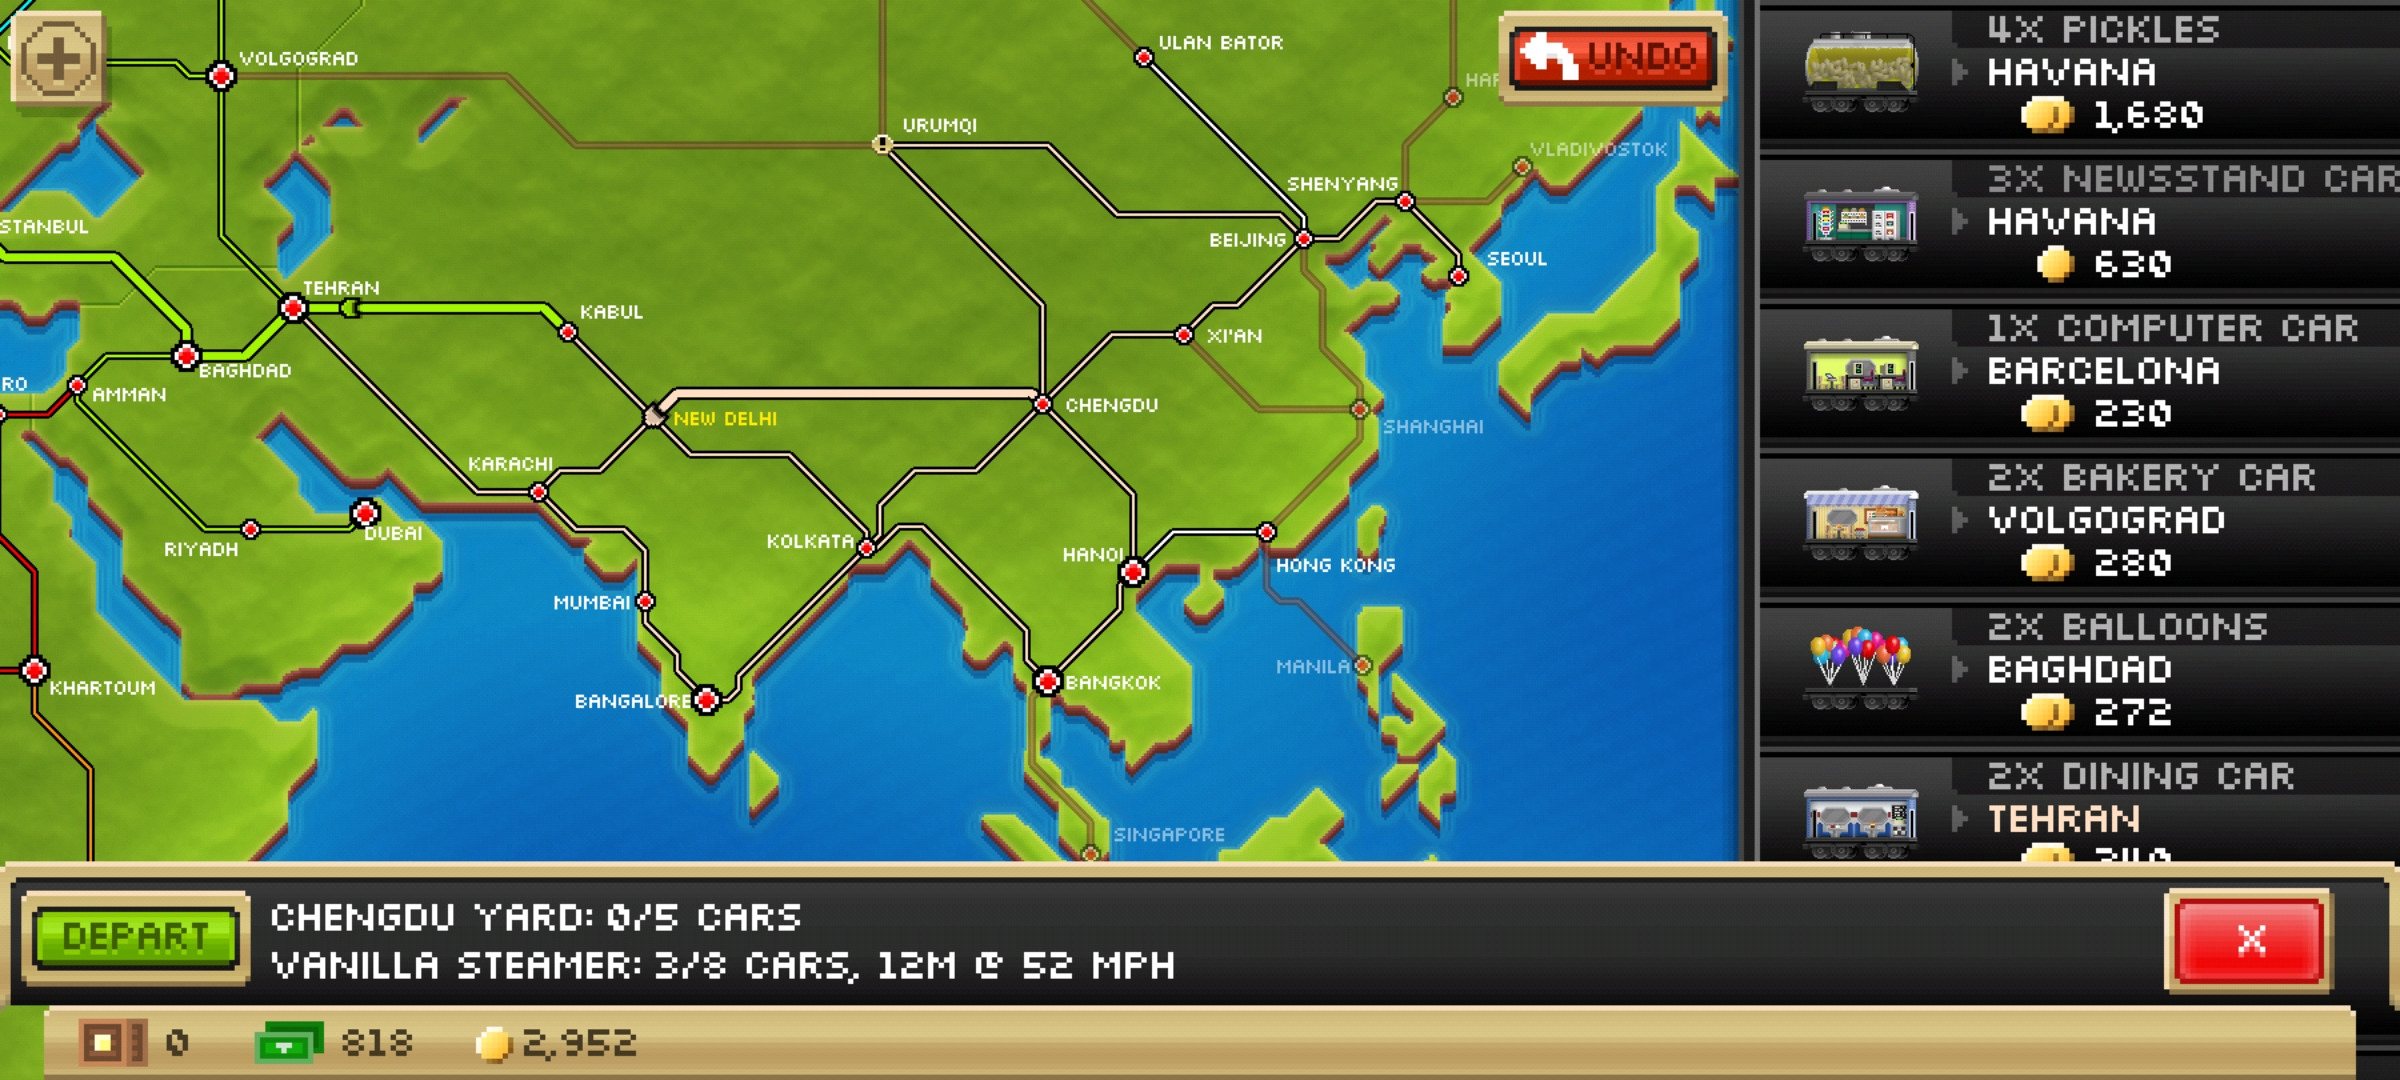 VOLGOGRAD
ULAN BATOR
UNDO
URUMQI
VLADIVOSTOK
SHENYANG
STANBUL
BEIJING
SEOUL
TEHRAN
KABUL
XI'AN
BAGHDAD
RO
AMMAN
NEW DELHI
CHENGDU
SHANGHAI
KARACHI
DUBAI
RIYADH
KOLKATA
HANOI
HONG KONG
MUMBAI
MANILA
KHARTOUM
BANGALORE
BANGKOK
SINGAPORE
4X PICKLES
HAVANA
1,680
3X NEWSSTAND CAR
HAVANA
630
1X COMPUTER CAR
BARCELONA
230
2X BAKERY CAR
VOLGOGRAD
280
2X BALLOONS
BAGHDAD
272
2X DINING CAR
TEHRAN
DEPART
CHENGDU YARD: 0/5 CARS
VANILLA STEAMER: 3/8 CARS, 12M @ 52 MPH
X
0
818
2,952